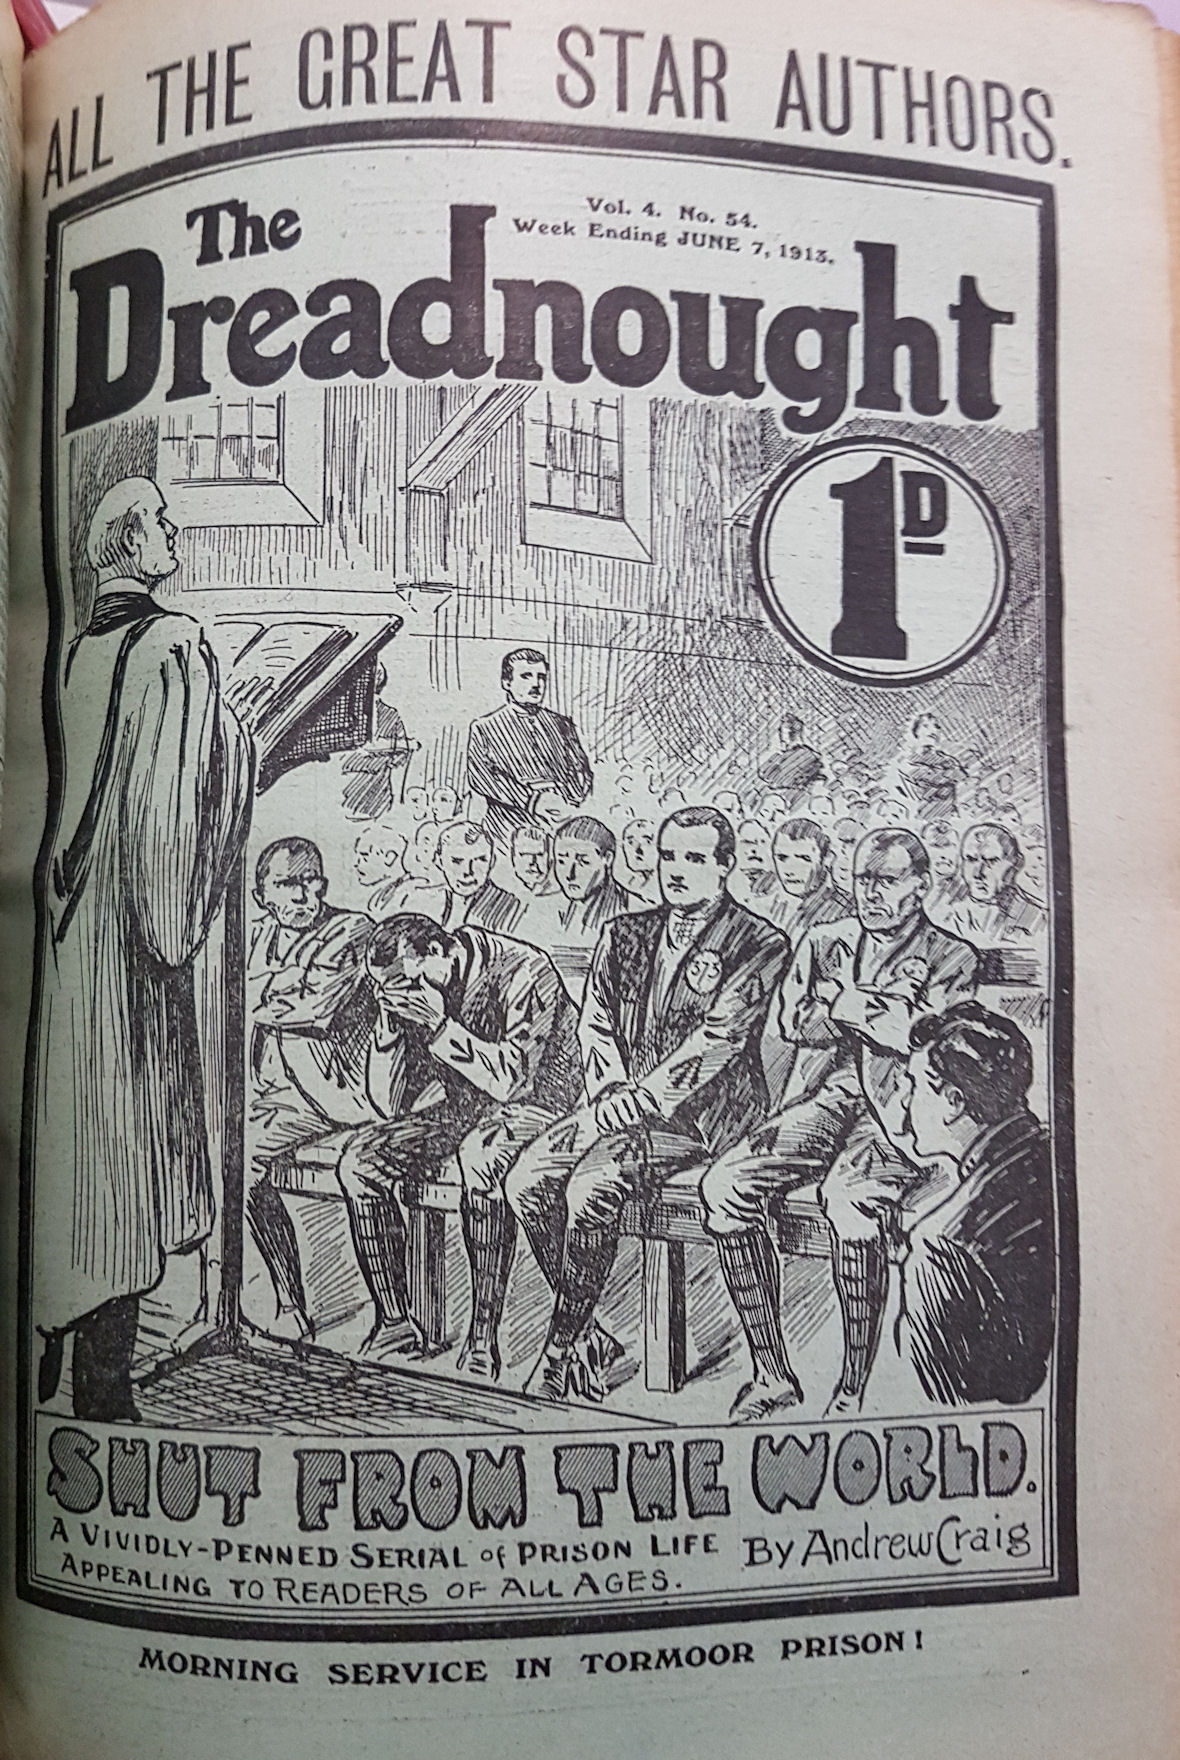 ALL THE GREAT STAR AUTHORS.
Vol. 4. No. 54.
Week Ending JUNE 7, 1913.
The
Dreadnought
1D
573
SHUT FROM THE WORLD.
A VIVIDLY-PENNED SERIAL of PRISON LIFE By Andrew Craig
APPEALING TO READERS OF ALL AGES.
MORNING SERVICE IN TORMOOR PRISON!